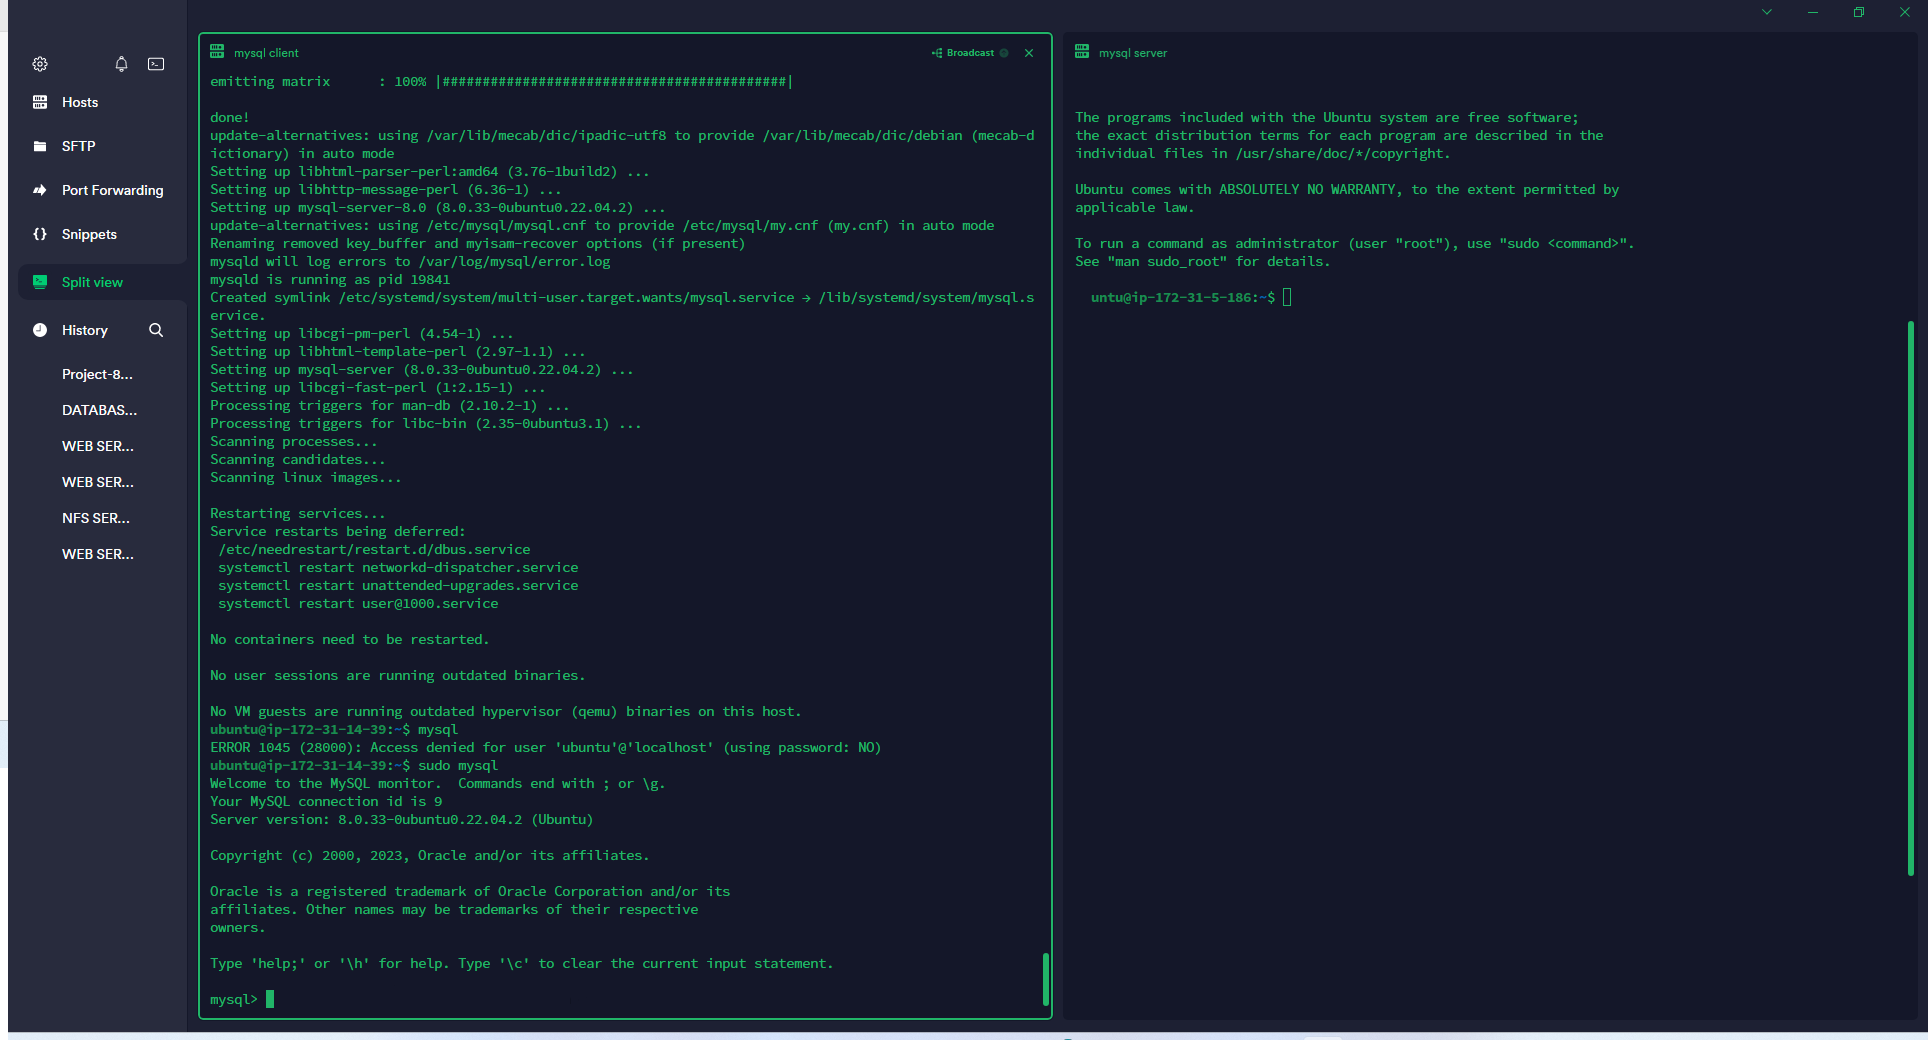 Hosts
SFTP
Port Forwarding
Snippets
Split view
History
Project-8...
DATABAS...
WEB SER...
WEB SER...
NFS SER...
WEB SER...
mysql client
Broadcast
emitting matrix      : 100% |###########################################|
done!
update-alternatives: using /var/lib/mecab/dic/ipadic-utf8 to provide /var/lib/mecab/dic/debian (mecab-d
ictionary) in auto mode
Setting up libhtml-parser-perl:amd64 (3.76-1build2) ...
Setting up libhttp-message-perl (6.36-1) ...
Setting up mysql-server-8.0 (8.0.33-0ubuntu0.22.04.2) ...
update-alternatives: using /etc/mysql/mysql.cnf to provide /etc/mysql/my.cnf (my.cnf) in auto mode
Renaming removed key_buffer and myisam-recover options (if present)
mysqld will log errors to /var/log/mysql/error.log
mysqld is running as pid 19841
Created symlink /etc/systemd/system/multi-user.target.wants/mysql.service → /lib/systemd/system/mysql.s
ervice.
Setting up libcgi-pm-perl (4.54-1) ...
Setting up libhtml-template-perl (2.97-1.1) ...
Setting up mysql-server (8.0.33-0ubuntu0.22.04.2) ...
Setting up libcgi-fast-perl (1:2.15-1) ...
Processing triggers for man-db (2.10.2-1) ...
Processing triggers for libc-bin (2.35-0ubuntu3.1) ...
Scanning processes...
Scanning candidates...
Scanning linux images...
Restarting services...
Service restarts being deferred:
 /etc/needrestart/restart.d/dbus.service
 systemctl restart networkd-dispatcher.service
 systemctl restart unattended-upgrades.service
 systemctl restart user@1000.service
No containers need to be restarted.
No user sessions are running outdated binaries.
No VM guests are running outdated hypervisor (qemu) binaries on this host.
ubuntu@ip-172-31-14-39:~$ mysql
ERROR 1045 (28000): Access denied for user 'ubuntu'@'localhost' (using password: NO)
ubuntu@ip-172-31-14-39:~$ sudo mysql
Welcome to the MySQL monitor.  Commands end with ; or \g.
Your MySQL connection id is 9
Server version: 8.0.33-0ubuntu0.22.04.2 (Ubuntu)
Copyright (c) 2000, 2023, Oracle and/or its affiliates.
Oracle is a registered trademark of Oracle Corporation and/or its
affiliates. Other names may be trademarks of their respective
owners.
Type 'help;' or '\h' for help. Type '\c' to clear the current input statement.
mysql>
mysql server
The programs included with the Ubuntu system are free software;
the exact distribution terms for each program are described in the
individual files in /usr/share/doc/*/copyright.
Ubuntu comes with ABSOLUTELY NO WARRANTY, to the extent permitted by
applicable law.
To run a command as administrator (user "root"), use "sudo <command>".
See "man sudo_root" for details.
untu@ip-172-31-5-186:~$